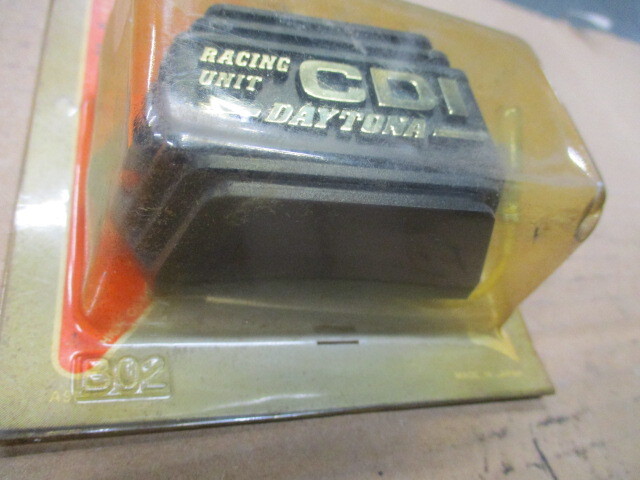 RACING
UNIT
CDI
DAYTONA
B02